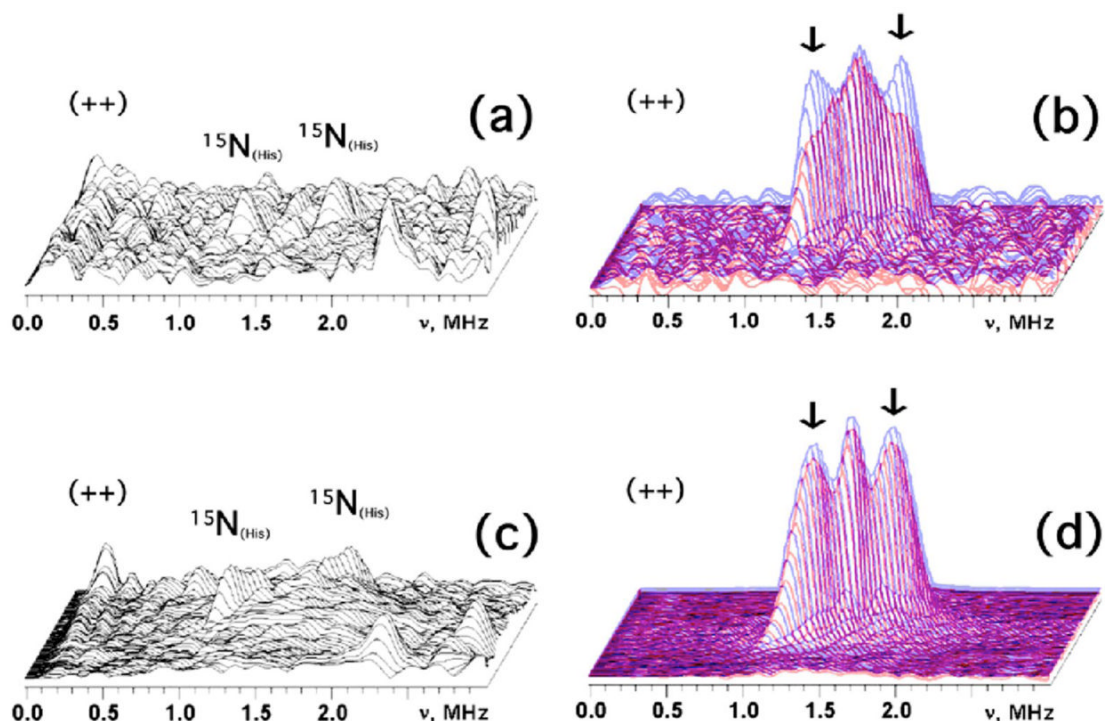 (++)
¹⁵N(His) ¹⁵N(His)
(a)
0.0 0.5 1.0 1.5 2.0 ν, MHz
(++)
(b)
0.0 0.5 1.0 1.5 2.0 ν, MHz
(++)
¹⁵N(His) ¹⁵N(His)
(c)
0.0 0.5 1.0 1.5 2.0 ν, MHz
(++)
(d)
0.0 0.5 1.0 1.5 2.0 ν, MHz